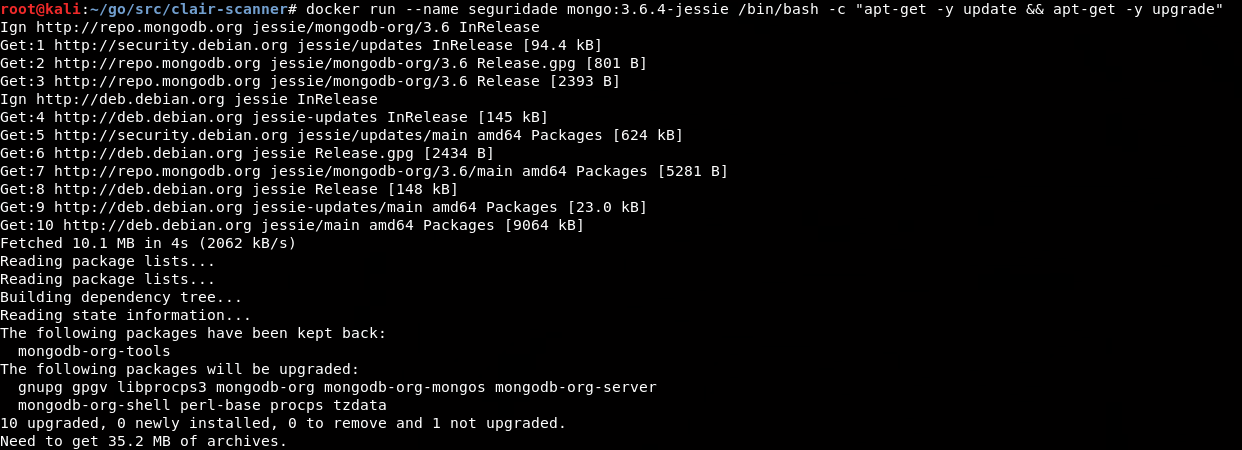 root@kali:~/go/src/clair-scanner# docker run --name seguridade mongo:3.6.4-jessie /bin/bash -c "apt-get -y update && apt-get -y upgrade"
Ign http://repo.mongodb.org jessie/mongodb-org/3.6 InRelease
Get:1 http://security.debian.org jessie/updates InRelease [94.4 kB]
Get:2 http://repo.mongodb.org jessie/mongodb-org/3.6 Release.gpg [801 B]
Get:3 http://repo.mongodb.org jessie/mongodb-org/3.6 Release [2393 B]
Ign http://deb.debian.org jessie InRelease
Get:4 http://deb.debian.org jessie-updates InRelease [145 kB]
Get:5 http://security.debian.org jessie/updates/main amd64 Packages [624 kB]
Get:6 http://deb.debian.org jessie Release.gpg [2434 B]
Get:7 http://repo.mongodb.org jessie/mongodb-org/3.6/main amd64 Packages [5281 B]
Get:8 http://deb.debian.org jessie Release [148 kB]
Get:9 http://deb.debian.org jessie-updates/main amd64 Packages [23.0 kB]
Get:10 http://deb.debian.org jessie/main amd64 Packages [9064 kB]
Fetched 10.1 MB in 4s (2062 kB/s)
Reading package lists...
Reading package lists...
Building dependency tree...
Reading state information...
The following packages have been kept back:
  mongodb-org-tools
The following packages will be upgraded:
  gnupg gpgv libprocps3 mongodb-org mongodb-org-mongos mongodb-org-server
  mongodb-org-shell perl-base procps tzdata
10 upgraded, 0 newly installed, 0 to remove and 1 not upgraded.
Need to get 35.2 MB of archives.